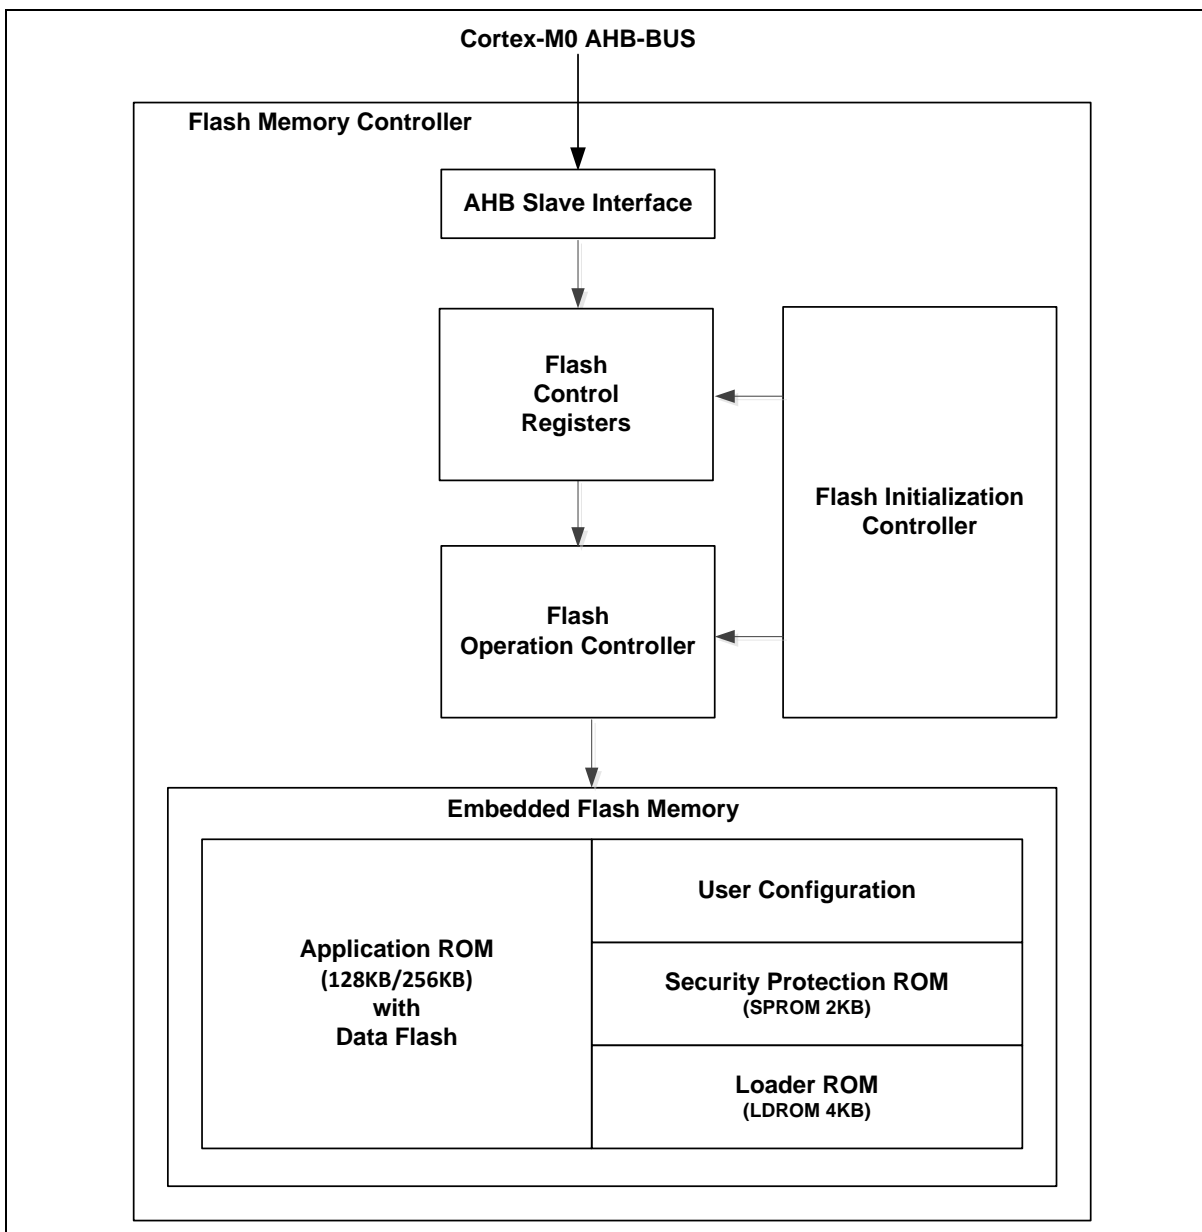 Cortex-M0 AHB-BUS
Flash Memory Controller
AHB Slave Interface
Flash
Control
Registers
Flash Initialization
Controller
Flash
Operation Controller
Embedded Flash Memory
Application ROM
(128KB/256KB)
with
Data Flash
User Configuration
Security Protection ROM
(SPROM 2KB)
Loader ROM
(LDROM 4KB)